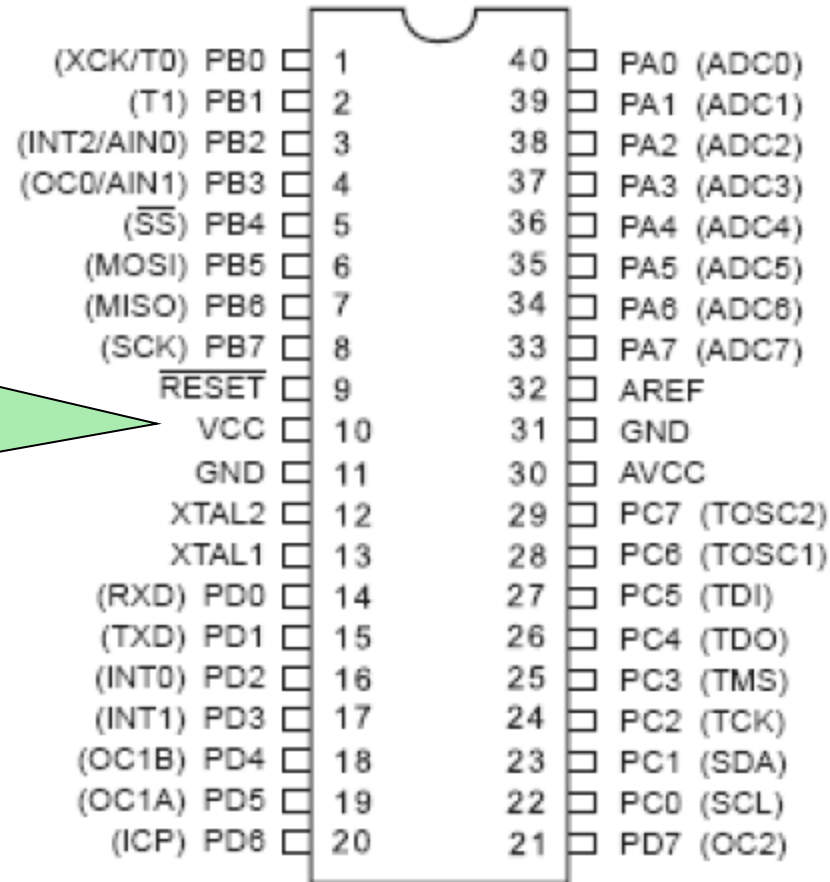 (XCK/T0) PB0 1 40 PA0 (ADC0)
(T1) PB1 2 39 PA1 (ADC1)
(INT2/AIN0) PB2 3 38 PA2 (ADC2)
(OC0/AIN1) PB3 4 37 PA3 (ADC3)
(S̅S̅) PB4 5 36 PA4 (ADC4)
(MOSI) PB5 6 35 PA5 (ADC5)
(MISO) PB6 7 34 PA6 (ADC6)
(SCK) PB7 8 33 PA7 (ADC7)
R̅E̅S̅E̅T̅ 9 32 AREF
VCC 10 31 GND
GND 11 30 AVCC
XTAL2 12 29 PC7 (TOSC2)
XTAL1 13 28 PC6 (TOSC1)
(RXD) PD0 14 27 PC5 (TDI)
(TXD) PD1 15 26 PC4 (TDO)
(INT0) PD2 16 25 PC3 (TMS)
(INT1) PD3 17 24 PC2 (TCK)
(OC1B) PD4 18 23 PC1 (SDA)
(OC1A) PD5 19 22 PC0 (SCL)
(ICP) PD6 20 21 PD7 (OC2)